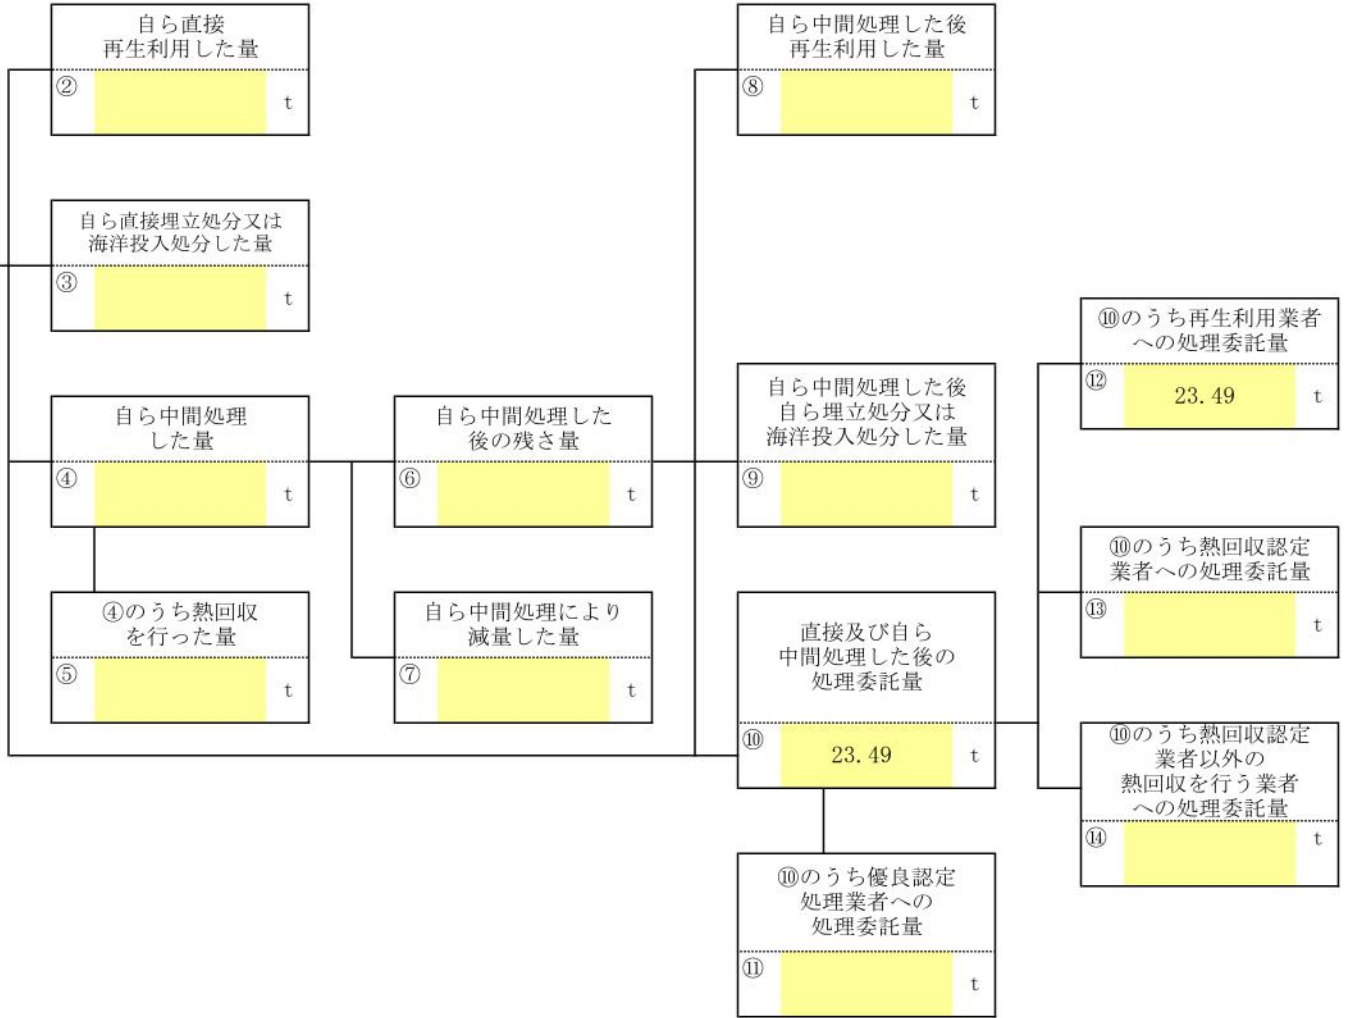 自ら直接
再生利用した量
②
t
自ら中間処理した後
再生利用した量
⑧
t
自ら直接埋立処分又は
海洋投入処分した量
③
t
⑩のうち再生利用業者
への処理委託量
⑫
23.49
t
自ら中間処理
した量
④
t
自ら中間処理した
後の残さ量
⑥
t
自ら中間処理した後
自ら埋立処分又は
海洋投入処分した量
⑨
t
⑩のうち熱回収認定
業者への処理委託量
⑬
t
④のうち熱回収
を行った量
⑤
t
自ら中間処理により
減量した量
⑦
t
直接及び自ら
中間処理した後の
処理委託量
⑩
23.49
t
⑩のうち熱回収認定
業者以外の
熱回収を行う業者
への処理委託量
⑭
t
⑩のうち優良認定
処理業者への
処理委託量
⑪
t